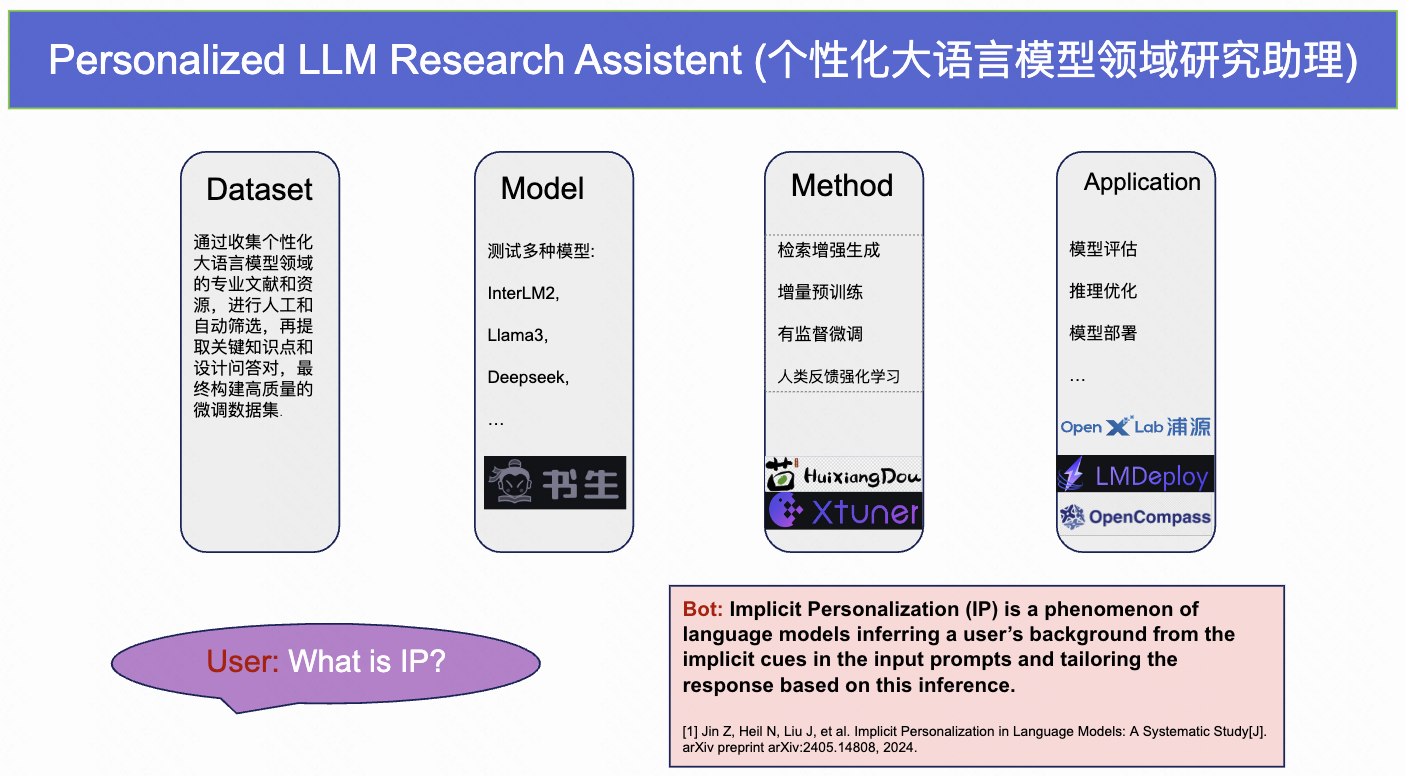 Personalized LLM Research Assistent (个性化大语言模型领域研究助理)
Dataset
通过收集个性化
大语言模型领域
的专业文献和资
源，进行人工和
自动筛选，再提
取关键知识点和
设计问答对，最
终构建高质量的
微调数据集.
Model
测试多种模型:
InterLM2,
Llama3,
Deepseek,
…
书生
Method
检索增强生成
增量预训练
有监督微调
人类反馈强化学习
HuixiangDou
Xtuner
Application
模型评估
推理优化
模型部署
…
Open X Lab 浦源
LMDeploy
OpenCompass
User: What is IP?
Bot: Implicit Personalization (IP) is a phenomenon of
language models inferring a user’s background from the
implicit cues in the input prompts and tailoring the
response based on this inference.
[1] Jin Z, Heil N, Liu J, et al. Implicit Personalization in Language Models: A Systematic Study[J].
arXiv preprint arXiv:2405.14808, 2024.